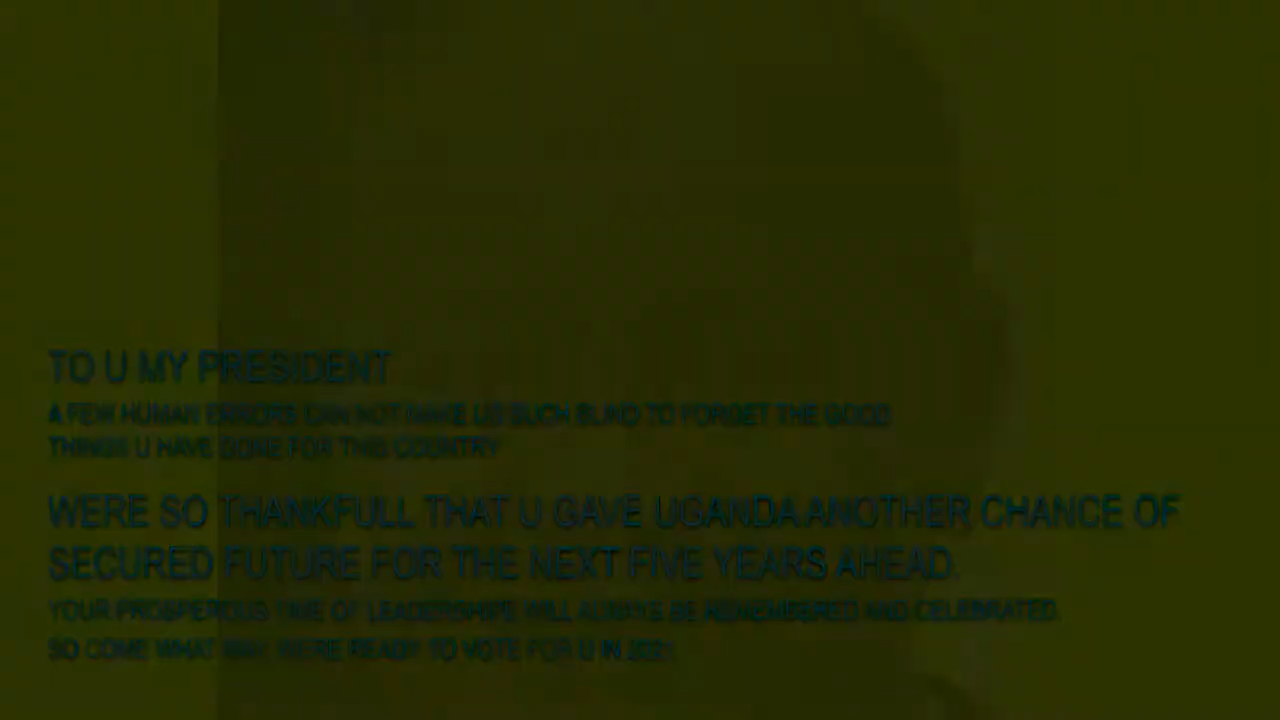 TO U MY PRESIDENT
A FEW HUMAN ERRORS CAN NOT MAKE US SUCH BLIND TO FORGET THE GOOD
THINGS U HAVE DONE FOR THIS COUNTRY
WERE SO THANKFULL THAT U GAVE UGANDA ANOTHER CHANCE OF
SECURED FUTURE FOR THE NEXT FIVE YEARS AHEAD.
YOUR PROSPEROUS TIME OF LEADERSHIPE WILL ALWAYS BE REMEMBERED AND CELEBRATED.
SO COME WHAT MAY WERE READY TO VOTE FOR U IN 2021